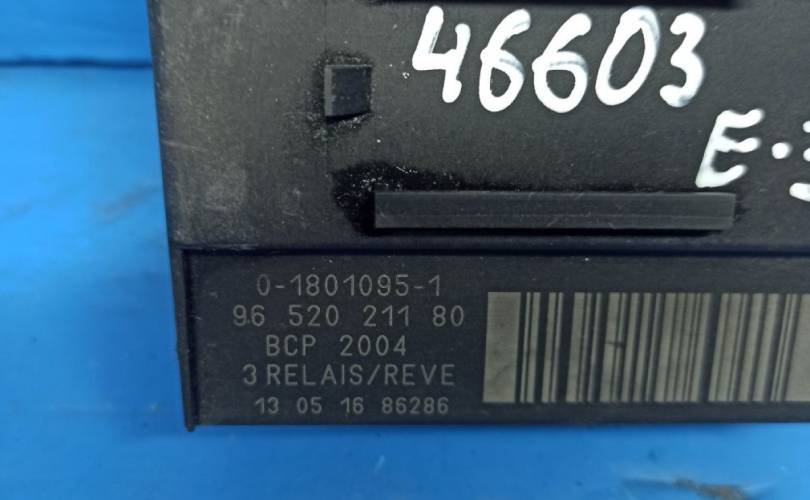 46603
E.
0-1801095-1
96 520 211 80
BCP 2004
3 RELAIS/REVE
13 05 16 86286